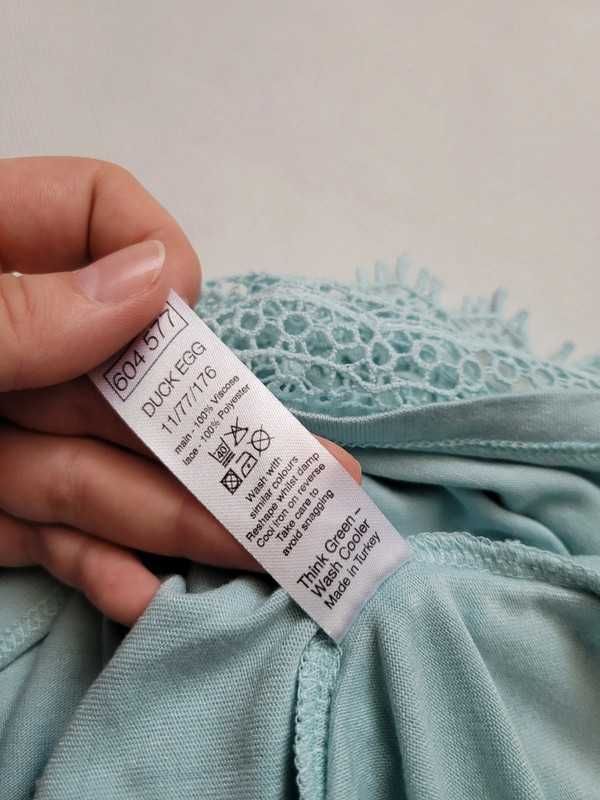 604 577
DUCK EGG
11/77/176
main - 100% Viscose
lace - 100% Polyester
40
Wash with
similar colours
Reshape whilst damp
Cool iron on reverse
Take care to
avoid snagging
Think Green –
Wash Cooler
Made in Turkey